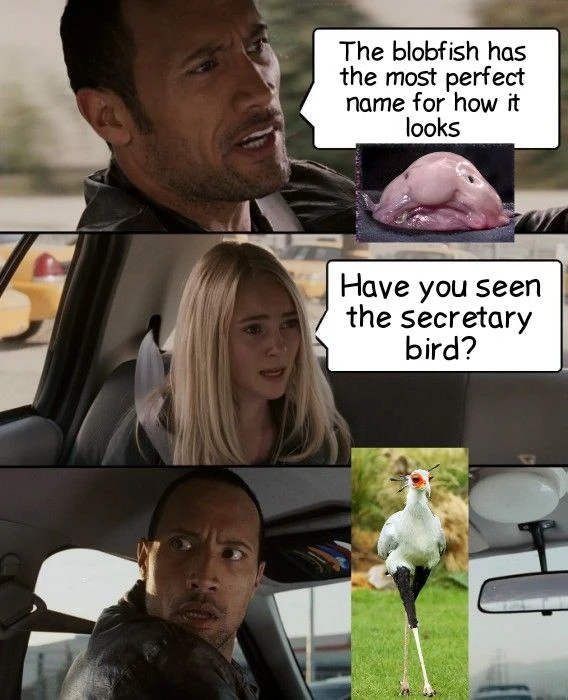 The blobfish has
the most perfect
name for how it
looks
Have you seen
the secretary
bird?